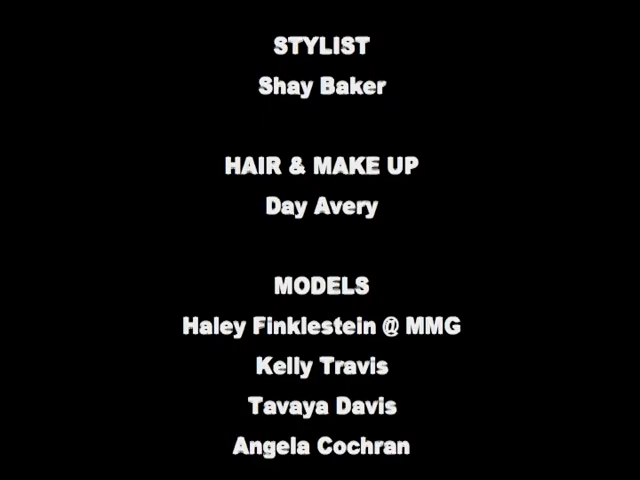 STYLIST
Shay Baker
HAIR & MAKE UP
Day Avery
MODELS
Haley Finklestein @ MMG
Kelly Travis
Tavaya Davis
Angela Cochran